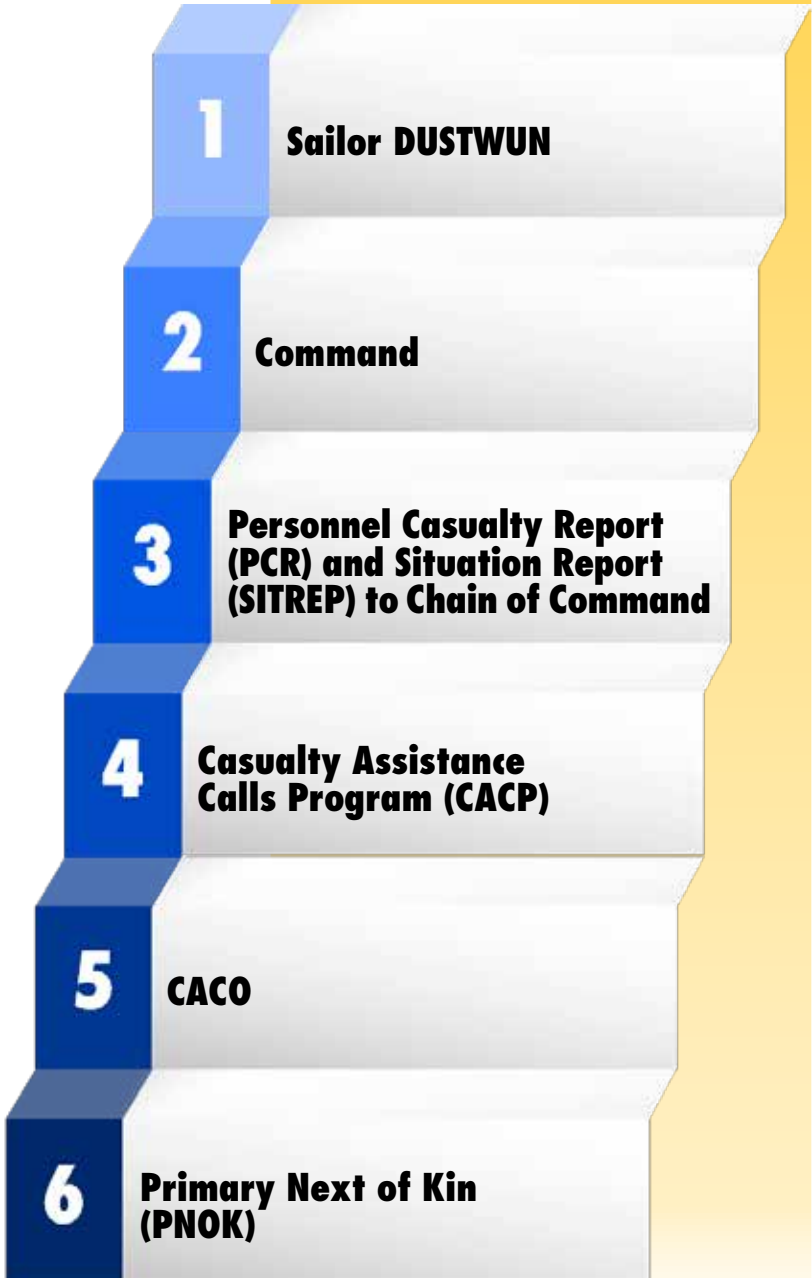 1
Sailor DUSTWUN
2
Command
3
Personnel Casualty Report
(PCR) and Situation Report
(SITREP) to Chain of Command
4
Casualty Assistance
Calls Program (CACP)
5
CACO
6
Primary Next of Kin
(PNOK)